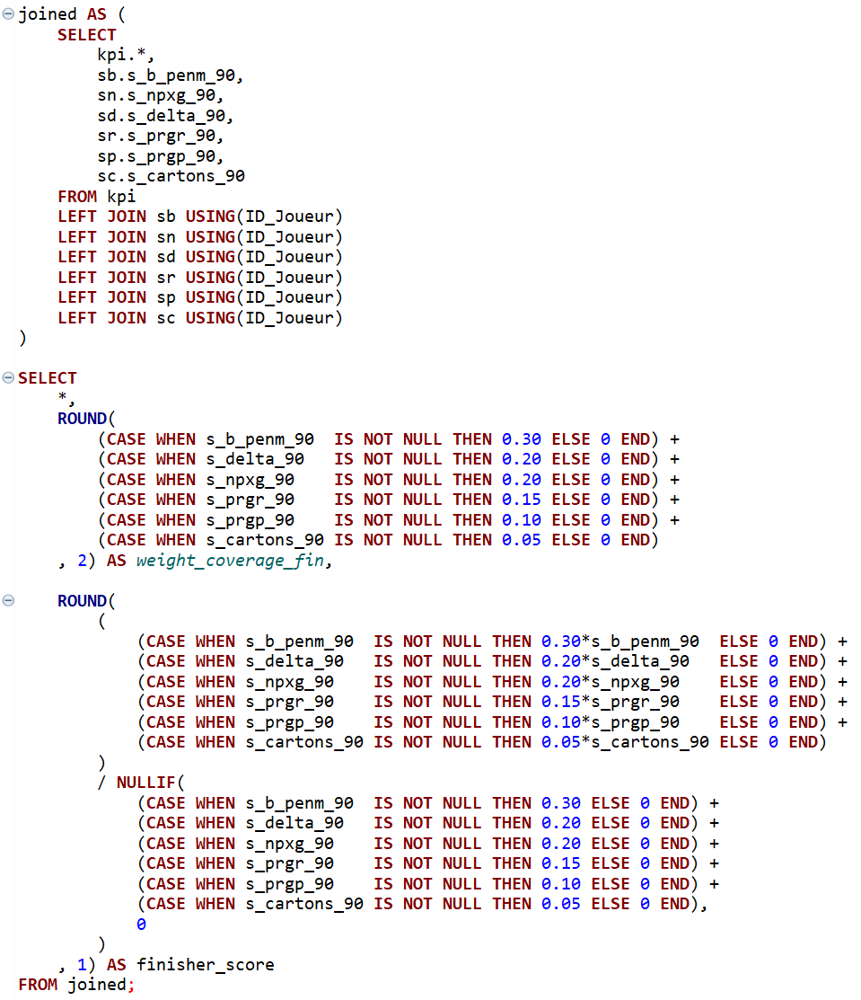 joined AS (
    SELECT
        kpi.*,
        sb.s_b_penm_90,
        sn.s_npxg_90,
        sd.s_delta_90,
        sr.s_prgr_90,
        sp.s_prgp_90,
        sc.s_cartons_90
    FROM kpi
    LEFT JOIN sb USING(ID_Joueur)
    LEFT JOIN sn USING(ID_Joueur)
    LEFT JOIN sd USING(ID_Joueur)
    LEFT JOIN sr USING(ID_Joueur)
    LEFT JOIN sp USING(ID_Joueur)
    LEFT JOIN sc USING(ID_Joueur)
)

SELECT
    *,
    ROUND(
        (CASE WHEN s_b_penm_90  IS NOT NULL THEN 0.30 ELSE 0 END) +
        (CASE WHEN s_delta_90   IS NOT NULL THEN 0.20 ELSE 0 END) +
        (CASE WHEN s_npxg_90    IS NOT NULL THEN 0.20 ELSE 0 END) +
        (CASE WHEN s_prgr_90    IS NOT NULL THEN 0.15 ELSE 0 END) +
        (CASE WHEN s_prgp_90    IS NOT NULL THEN 0.10 ELSE 0 END) +
        (CASE WHEN s_cartons_90 IS NOT NULL THEN 0.05 ELSE 0 END)
    , 2) AS weight_coverage_fin,

    ROUND(
        (
            (CASE WHEN s_b_penm_90  IS NOT NULL THEN 0.30*s_b_penm_90  ELSE 0 END) +
            (CASE WHEN s_delta_90   IS NOT NULL THEN 0.20*s_delta_90   ELSE 0 END) +
            (CASE WHEN s_npxg_90    IS NOT NULL THEN 0.20*s_npxg_90    ELSE 0 END) +
            (CASE WHEN s_prgr_90    IS NOT NULL THEN 0.15*s_prgr_90    ELSE 0 END) +
            (CASE WHEN s_prgp_90    IS NOT NULL THEN 0.10*s_prgp_90    ELSE 0 END) +
            (CASE WHEN s_cartons_90 IS NOT NULL THEN 0.05*s_cartons_90 ELSE 0 END)
        )
        / NULLIF(
            (CASE WHEN s_b_penm_90  IS NOT NULL THEN 0.30 ELSE 0 END) +
            (CASE WHEN s_delta_90   IS NOT NULL THEN 0.20 ELSE 0 END) +
            (CASE WHEN s_npxg_90    IS NOT NULL THEN 0.20 ELSE 0 END) +
            (CASE WHEN s_prgr_90    IS NOT NULL THEN 0.15 ELSE 0 END) +
            (CASE WHEN s_prgp_90    IS NOT NULL THEN 0.10 ELSE 0 END) +
            (CASE WHEN s_cartons_90 IS NOT NULL THEN 0.05 ELSE 0 END),
            0
        )
    , 1) AS finisher_score
FROM joined;